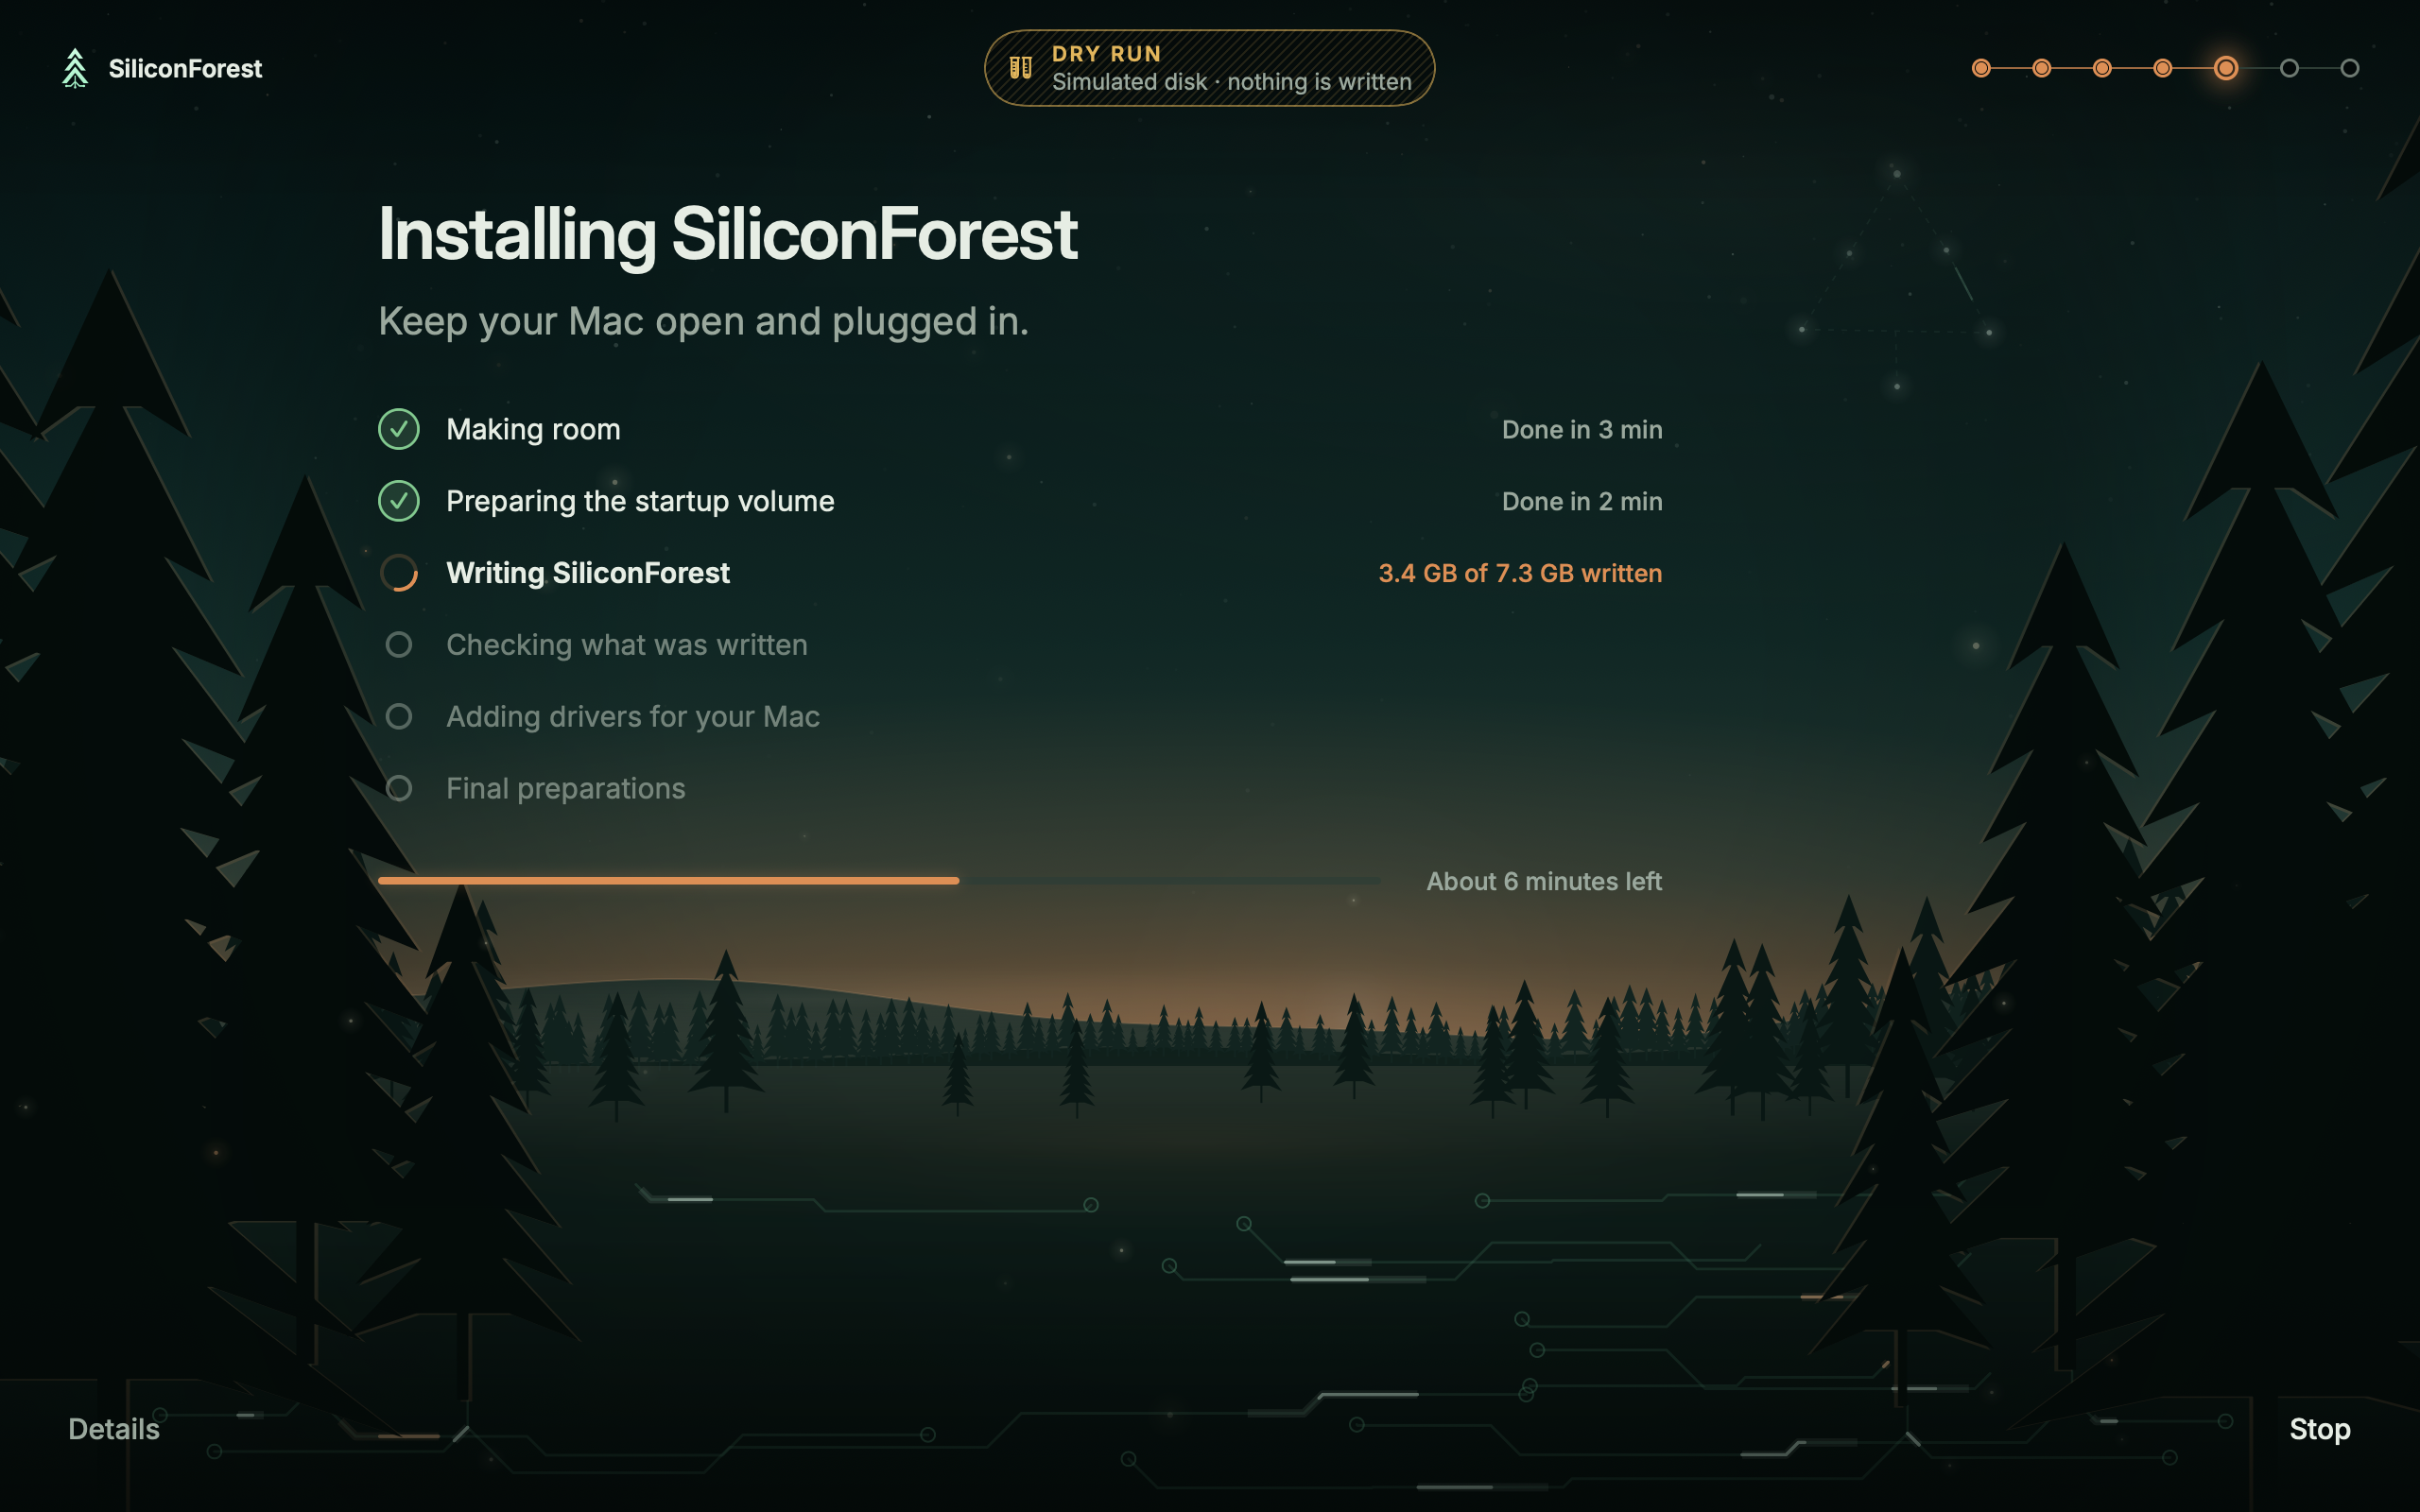 SiliconForest
DRY RUN
Simulated disk · nothing is written
Installing SiliconForest
Keep your Mac open and plugged in.
Making room
Done in 3 min
Preparing the startup volume
Done in 2 min
Writing SiliconForest
3.4 GB of 7.3 GB written
Checking what was written
Adding drivers for your Mac
Final preparations
About 6 minutes left
Details
Stop